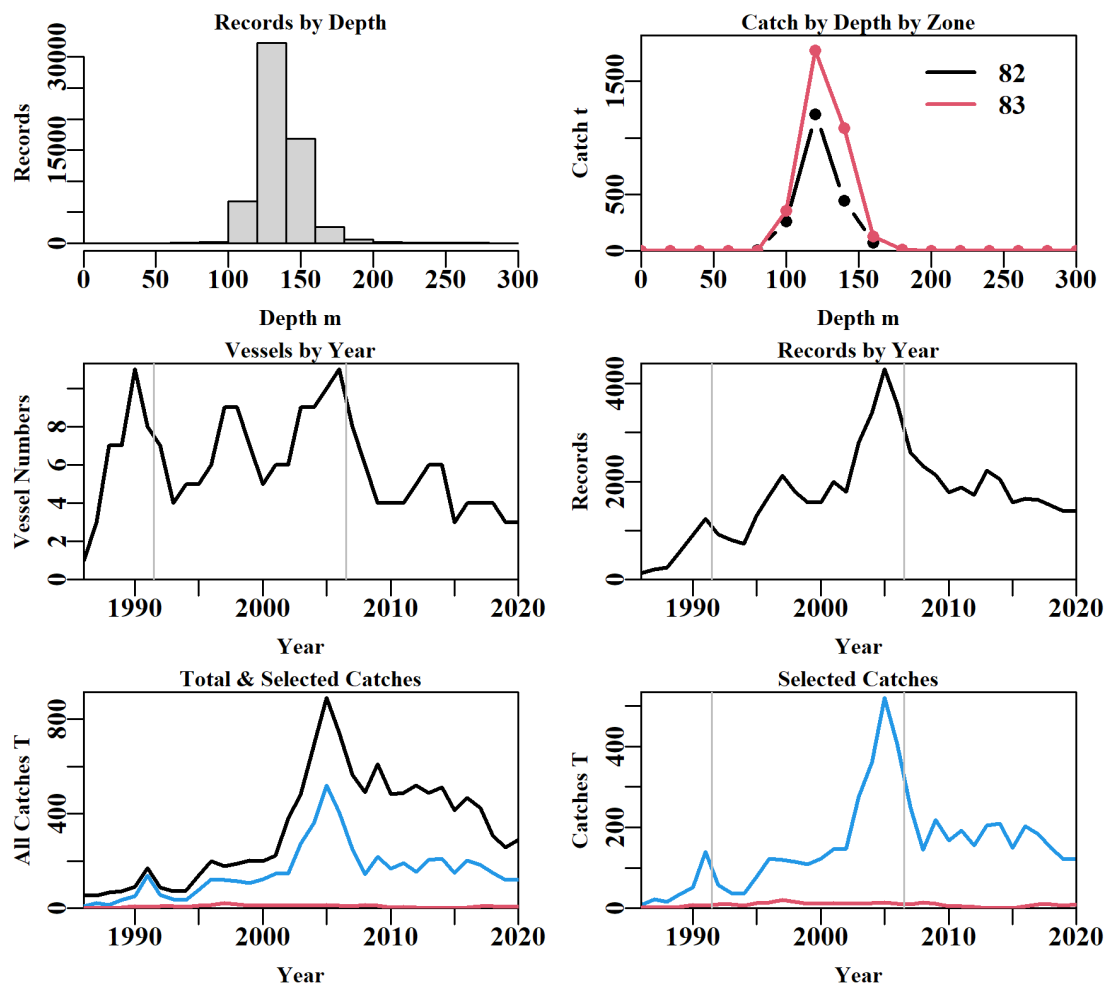 Records by Depth
Records
0
15000
30000
0
50
100
150
200
250
300
Depth m
Catch by Depth by Zone
Catch t
0
500
1500
82
83
0
50
100
150
200
250
300
Depth m
Vessels by Year
Vessel Numbers
0
2
4
6
8
1990
2000
2010
2020
Year
Records by Year
Records
0
2000
4000
1990
2000
2010
2020
Year
Total & Selected Catches
All Catches T
0
400
800
1990
2000
2010
2020
Year
Selected Catches
Catches T
0
200
400
1990
2000
2010
2020
Year